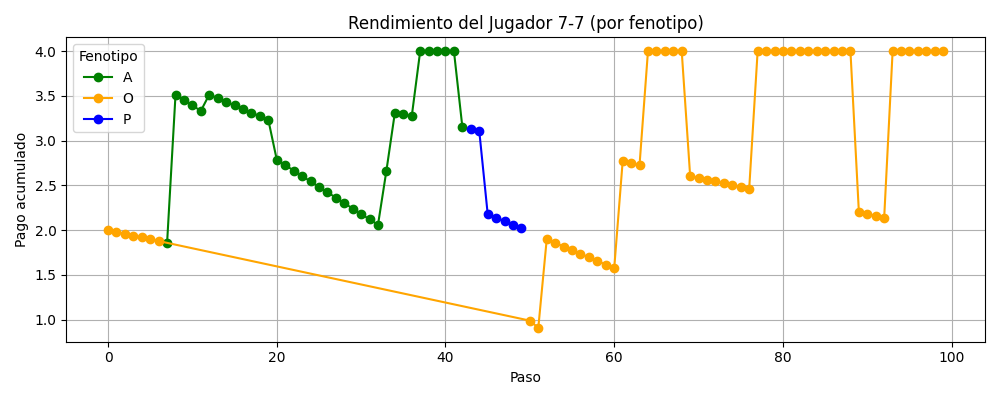 Rendimiento del Jugador 7-7 (por fenotipo)
Pago acumulado
4.0
3.5
3.0
2.5
2.0
1.5
1.0
Fenotipo
A
O
P
0 20 40 60 80 100
Paso